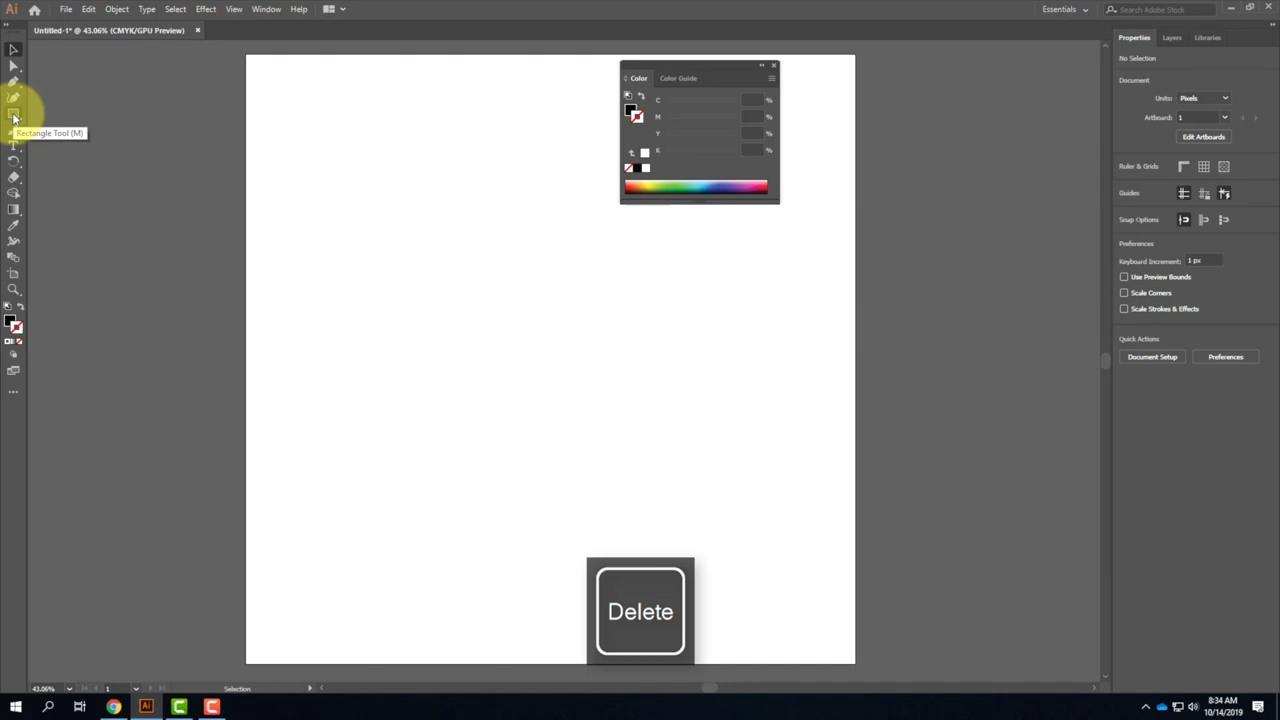 Ai File Edit Object Type Select Effect View Window Help Essentials Search Adobe Stock
Untitled-1* @ 43.06% (CMYK/GPU Preview)
Rectangle Tool (M)
Color Color Guide
C %
M %
Y %
K %
Delete
Properties Layers Libraries
No Selection
Document
Units: Pixels
Artboard: 1
Edit Artboards
Ruler & Grids
Guides
Snap Options
Preferences
Keyboard Increment: 1 px
Use Preview Bounds
Scale Corners
Scale Strokes & Effects
Quick Actions
Document Setup Preferences
43.06% 1 Selection
Ai 8:34 AM
10/14/2019